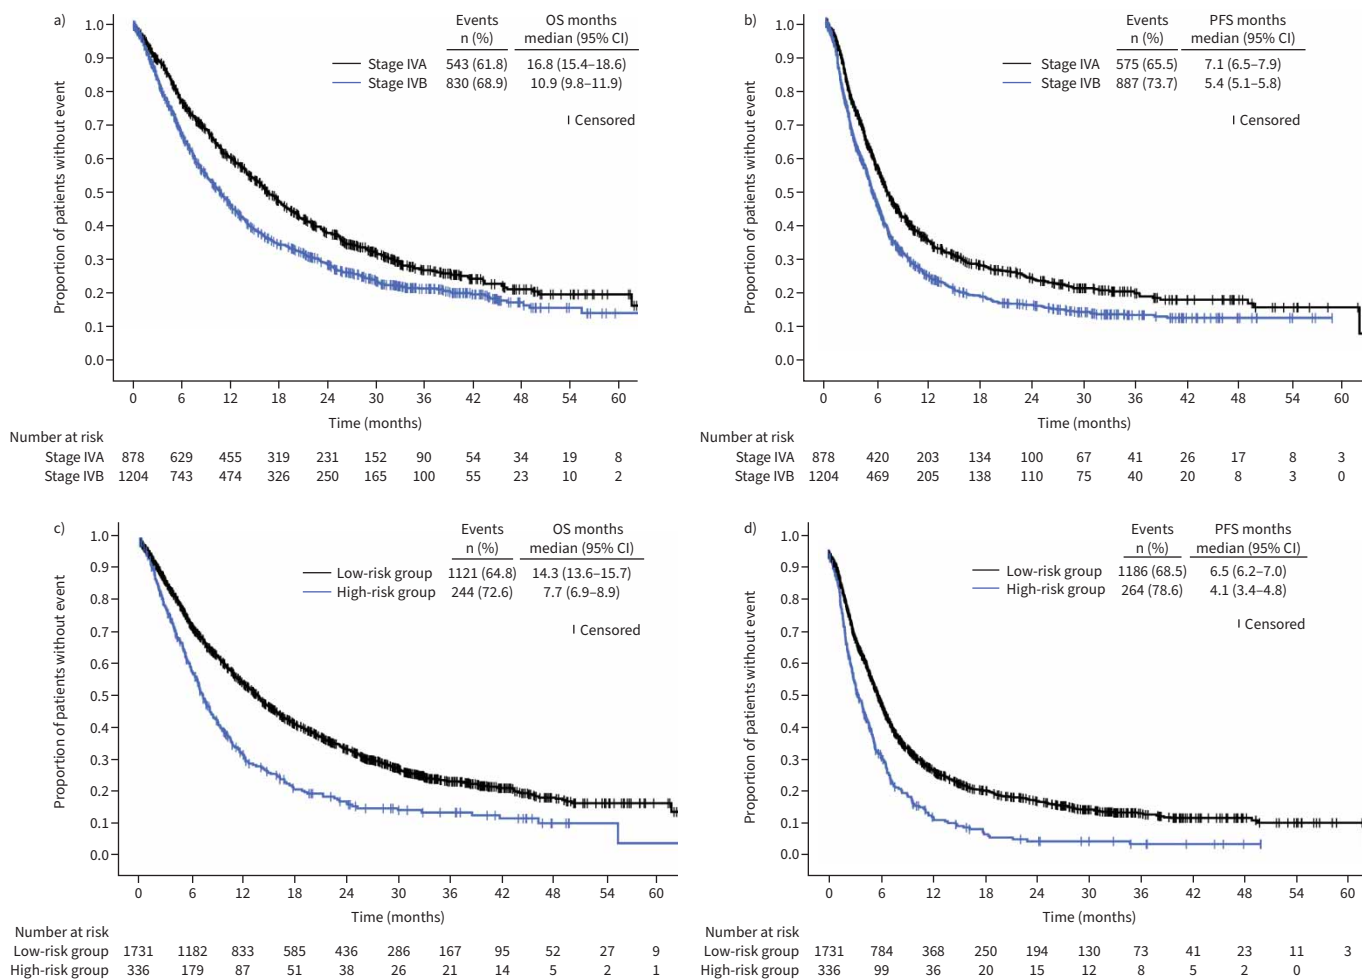 a)
Events OS months
n (%) median (95% CI)
Stage IVA 543 (61.8) 16.8 (15.4–18.6)
Stage IVB 830 (68.9) 10.9 (9.8–11.9)
Censored
Proportion of patients without event
1.0
0.9
0.8
0.7
0.6
0.5
0.4
0.3
0.2
0.1
0.0
0 6 12 18 24 30 36 42 48 54 60
Time (months)
Number at risk
Stage IVA 878 629 455 319 231 152 90 54 34 19 8
Stage IVB 1204 743 474 326 250 165 100 55 23 10 2
b)
Events PFS months
n (%) median (95% CI)
Stage IVA 575 (65.5) 7.1 (6.5–7.9)
Stage IVB 887 (73.7) 5.4 (5.1–5.8)
Censored
Proportion of patients without event
1.0
0.9
0.8
0.7
0.6
0.5
0.4
0.3
0.2
0.1
0.0
0 6 12 18 24 30 36 42 48 54 60
Time (months)
Number at risk
Stage IVA 878 420 203 134 100 67 41 26 17 8 3
Stage IVB 1204 469 205 138 110 75 40 20 8 3 0
c)
Events OS months
n (%) median (95% CI)
Low-risk group 1121 (64.8) 14.3 (13.6–15.7)
High-risk group 244 (72.6) 7.7 (6.9–8.9)
Censored
Proportion of patients without event
1.0
0.9
0.8
0.7
0.6
0.5
0.4
0.3
0.2
0.1
0.0
0 6 12 18 24 30 36 42 48 54 60
Time (months)
Number at risk
Low-risk group 1731 1182 833 585 436 286 167 95 52 27 9
High-risk group 336 179 87 51 38 26 21 14 5 2 1
d)
Events PFS months
n (%) median (95% CI)
Low-risk group 1186 (68.5) 6.5 (6.2–7.0)
High-risk group 264 (78.6) 4.1 (3.4–4.8)
Censored
Proportion of patients without event
1.0
0.9
0.8
0.7
0.6
0.5
0.4
0.3
0.2
0.1
0.0
0 6 12 18 24 30 36 42 48 54 60
Time (months)
Number at risk
Low-risk group 1731 784 368 250 194 130 73 41 23 11 3
High-risk group 336 99 36 20 15 12 8 5 2 0